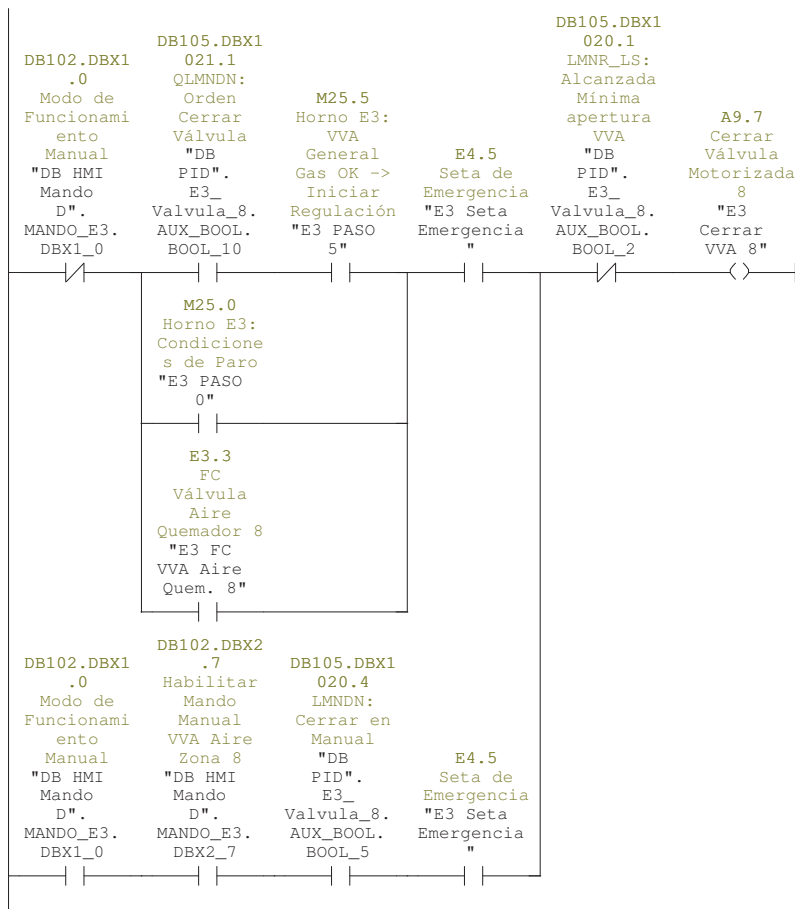 DB102.DBX1
.0
Modo de
Funcionami
ento
Manual
"DB HMI
Mando
D".
MANDO_E3.
DBX1_0
DB105.DBX1
021.1
QLMNDN:
Orden
Cerrar
Válvula
"DB
PID".
E3_
Valvula_8.
AUX_BOOL.
BOOL_10
M25.5
Horno E3:
VVA
General
Gas OK ->
Iniciar
Regulación
"E3 PASO
5"
E4.5
Seta de
Emergencia
"E3 Seta
Emergencia
"
DB105.DBX1
020.1
LMNR_LS:
Alcanzada
Mínima
apertura
VVA
"DB
PID".
E3_
Valvula_8.
AUX_BOOL.
BOOL_2
A9.7
Cerrar
Válvula
Motorizada
8
"E3
Cerrar
VVA 8"
M25.0
Horno E3:
Condicione
s de Paro
"E3 PASO
0"
E3.3
FC
Válvula
Aire
Quemador 8
"E3 FC
VVA Aire
Quem. 8"
DB102.DBX1
.0
Modo de
Funcionami
ento
Manual
"DB HMI
Mando
D".
MANDO_E3.
DBX1_0
DB102.DBX2
.7
Habilitar
Mando
Manual
VVA Aire
Zona 8
"DB HMI
Mando
D".
MANDO_E3.
DBX2_7
DB105.DBX1
020.4
LMNDN:
Cerrar en
Manual
"DB
PID".
E3_
Valvula_8.
AUX_BOOL.
BOOL_5
E4.5
Seta de
Emergencia
"E3 Seta
Emergencia
"